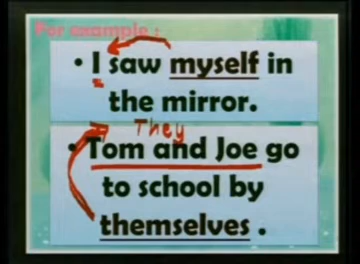 For example :
• I saw myself in
the mirror.
They
• Tom and Joe go
to school by
themselves .